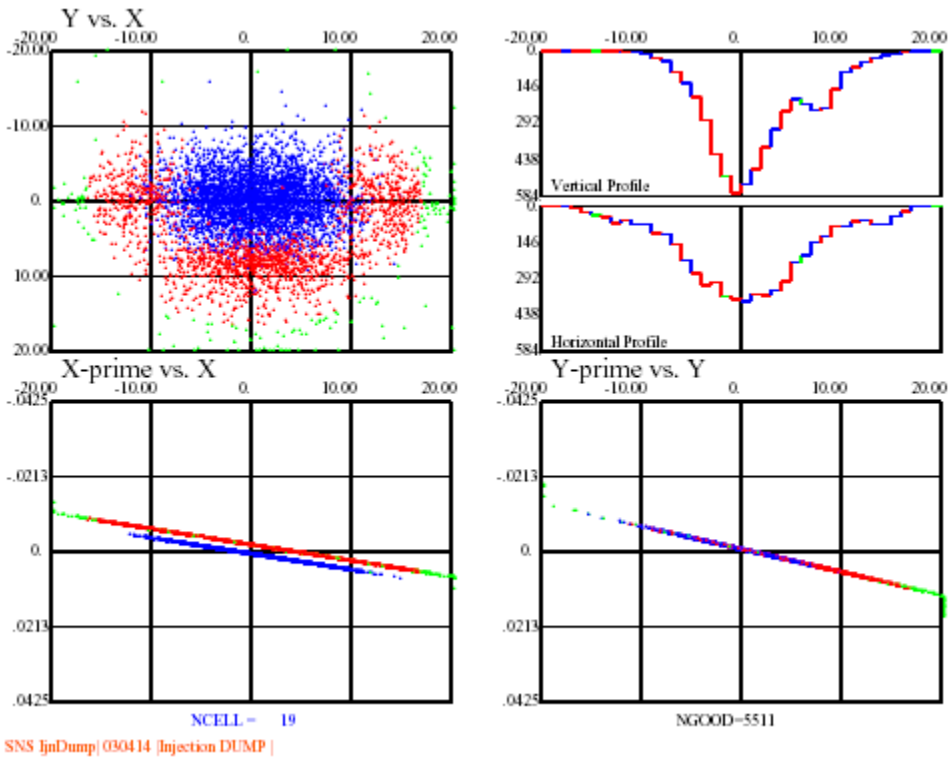 Y vs. X
-20.00 -10.00 0. 10.00 20.00
-20.00
-10.00
0.
10.00
20.00
-20.00 -10.00 0. 10.00 20.00
0.
146
292
438
584
Vertical Profile
0.
146
292
438
584
Horizontal Profile
X-prime vs. X
-20.00 -10.00 0. 10.00 20.00
-.0425
-.0213
0.
.0213
.0425
Y-prime vs. Y
-20.00 -10.00 0. 10.00 20.00
-.0425
-.0213
0.
.0213
.0425
NCELL = 19
NGOOD=5511
SNS IjnDump| 030414 |Injection DUMP |